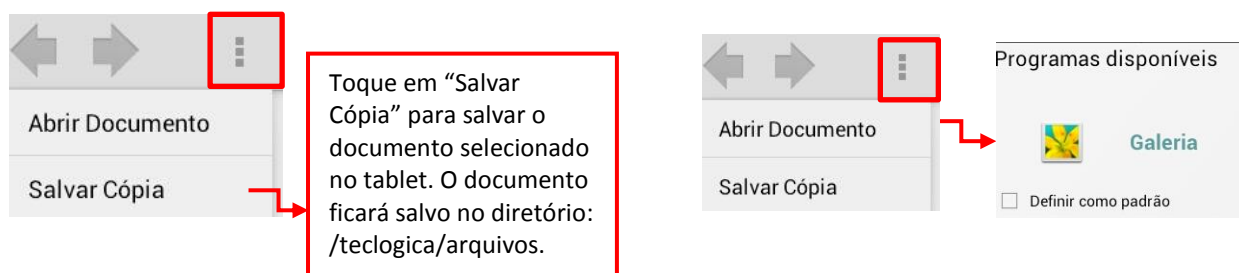 Abrir Documento
Salvar Cópia
Toque em “Salvar
Cópia” para salvar o
documento selecionado
no tablet. O documento
ficará salvo no diretório:
/teclogica/arquivos.
Abrir Documento
Salvar Cópia
Programas disponíveis
Galeria
Definir como padrão